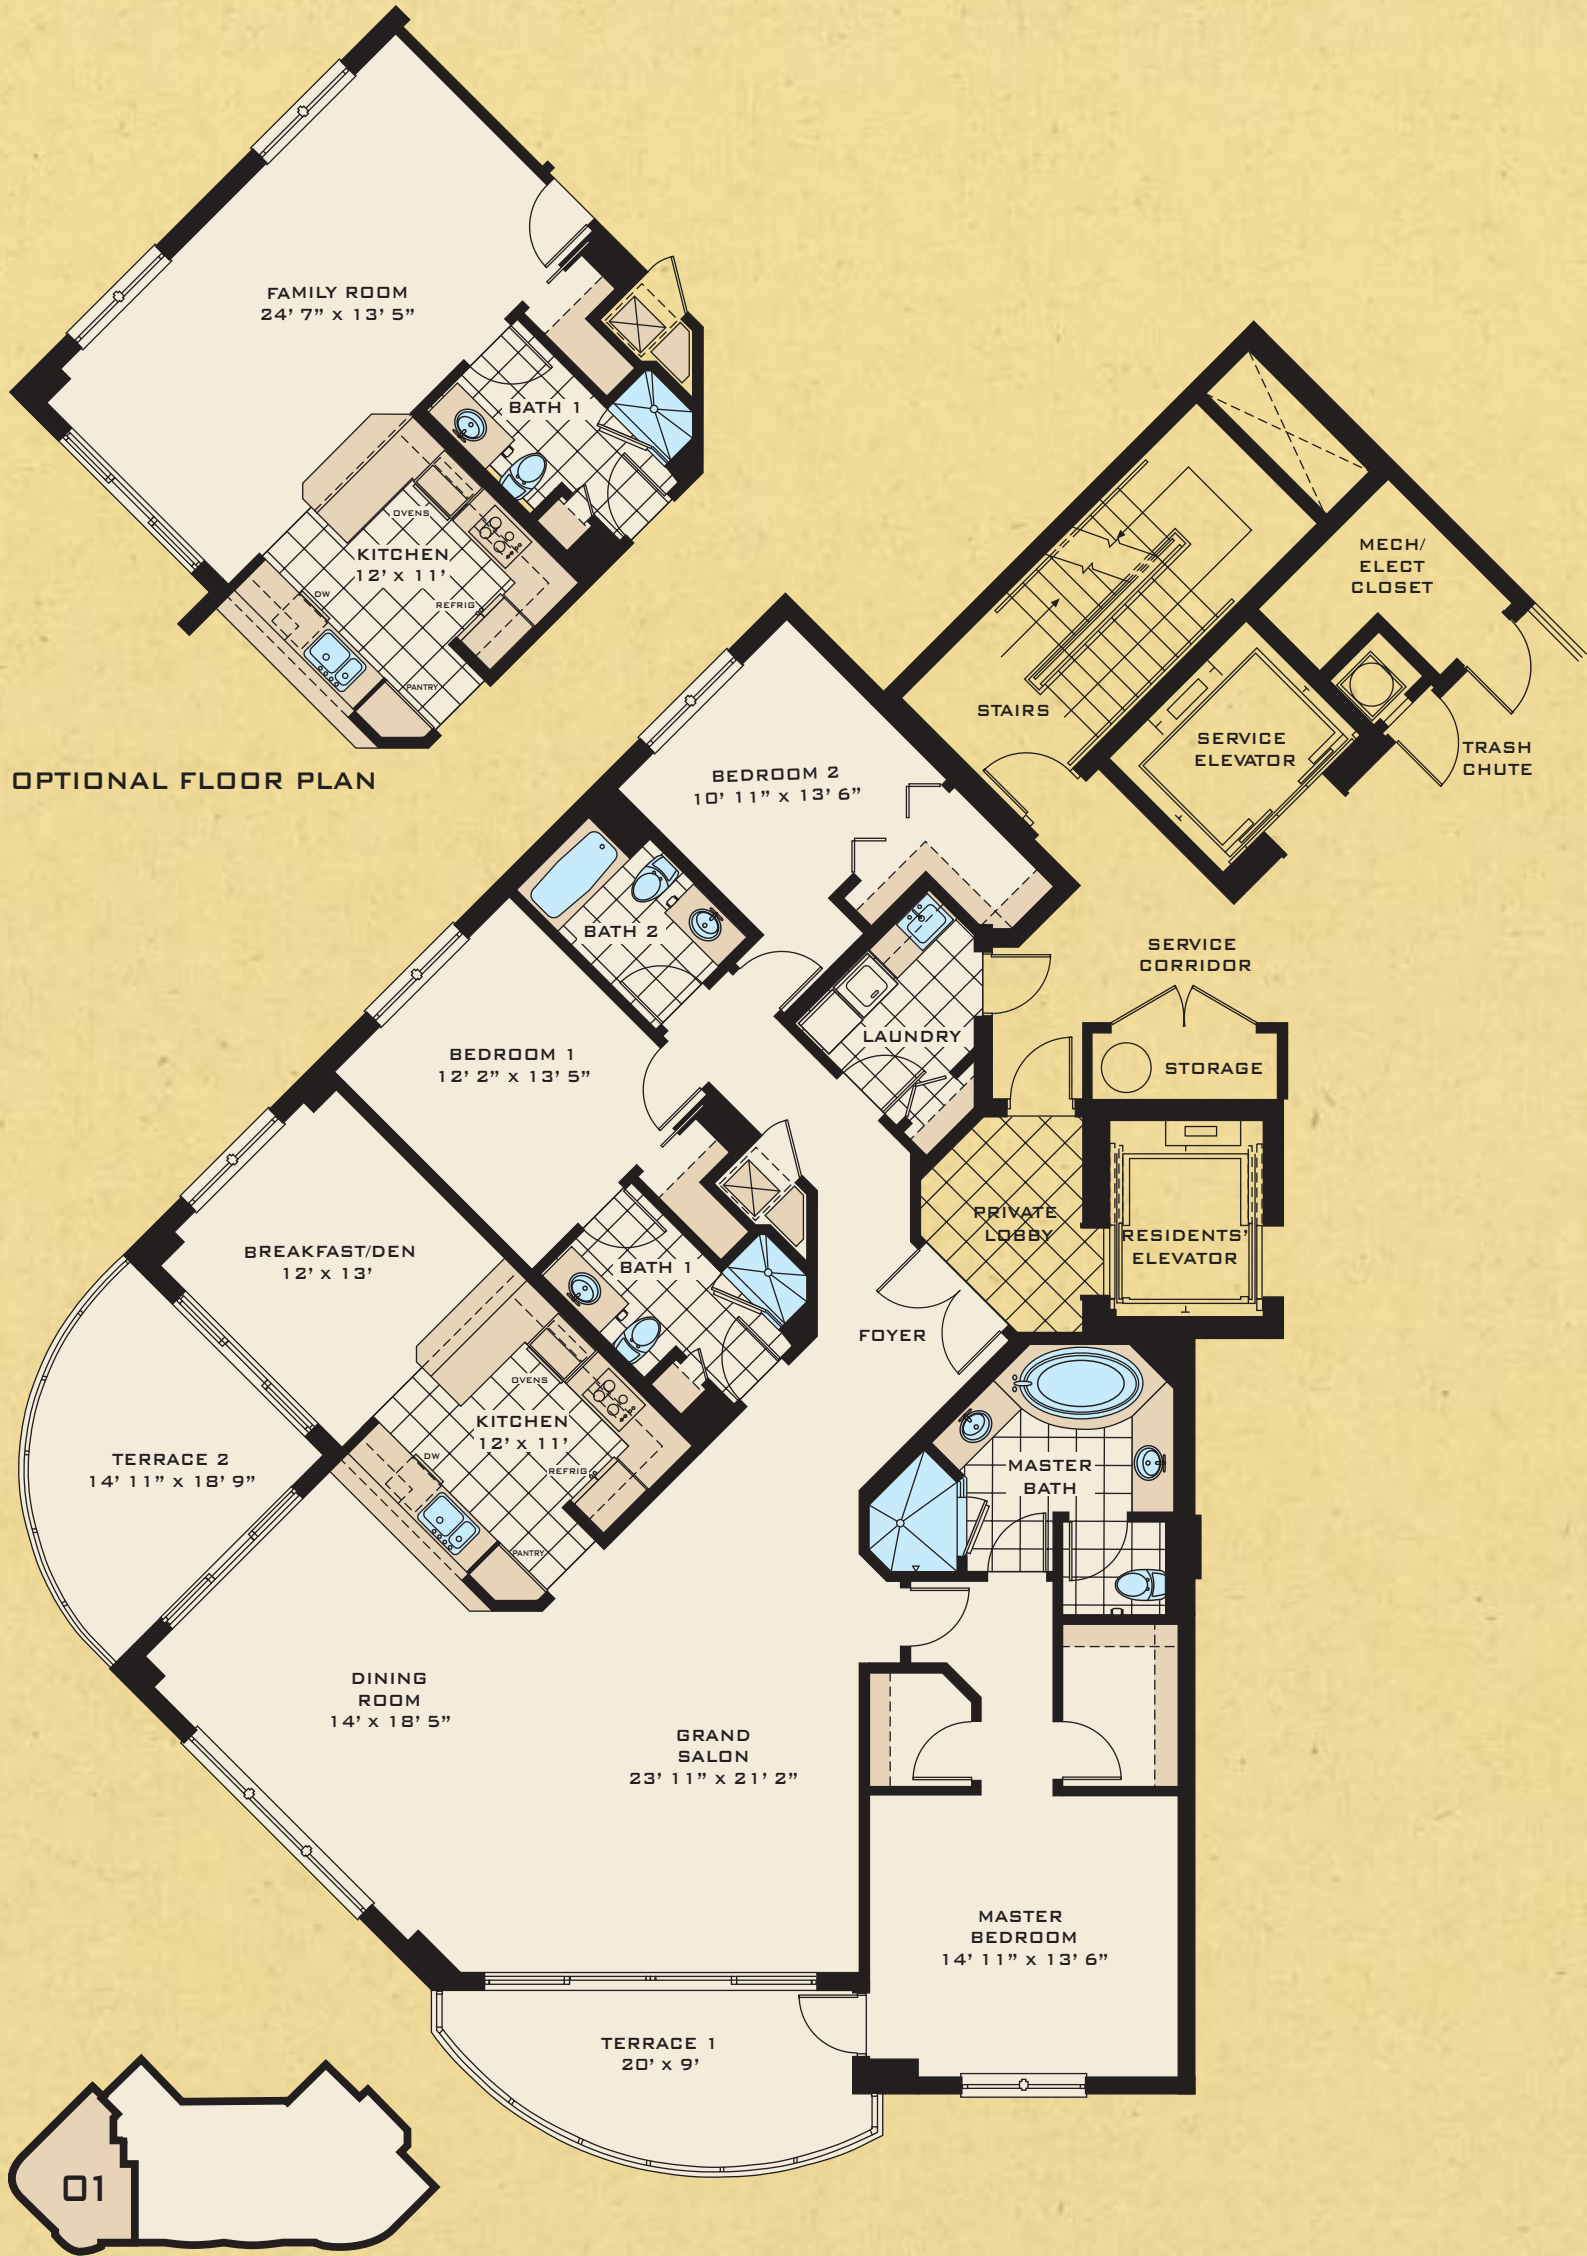 FAMILY ROOM
24' 7" x 13' 5"
BATH 1
OVENS
KITCHEN
12' x 11'
DW
REFRIG
PANTRY
OPTIONAL FLOOR PLAN
MECH/
ELECT
CLOSET
STAIRS
SERVICE
ELEVATOR
TRASH
CHUTE
BEDROOM 2
10' 11" x 13' 6"
BATH 2
SERVICE
CORRIDOR
LAUNDRY
STORAGE
BEDROOM 1
12' 2" x 13' 5"
PRIVATE
LOBBY
RESIDENTS'
ELEVATOR
BREAKFAST/DEN
12' x 13'
BATH 1
FOYER
OVENS
KITCHEN
12' x 11'
DW
REFRIG
PANTRY
TERRACE 2
14' 11" x 18' 9"
MASTER
BATH
DINING
ROOM
14' x 18' 5"
GRAND
SALON
23' 11" x 21' 2"
MASTER
BEDROOM
14' 11" x 13' 6"
TERRACE 1
20' x 9'
01